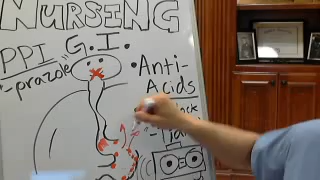 NURSING
G.I.
PPI
"-prazole"
• Anti-
Acids